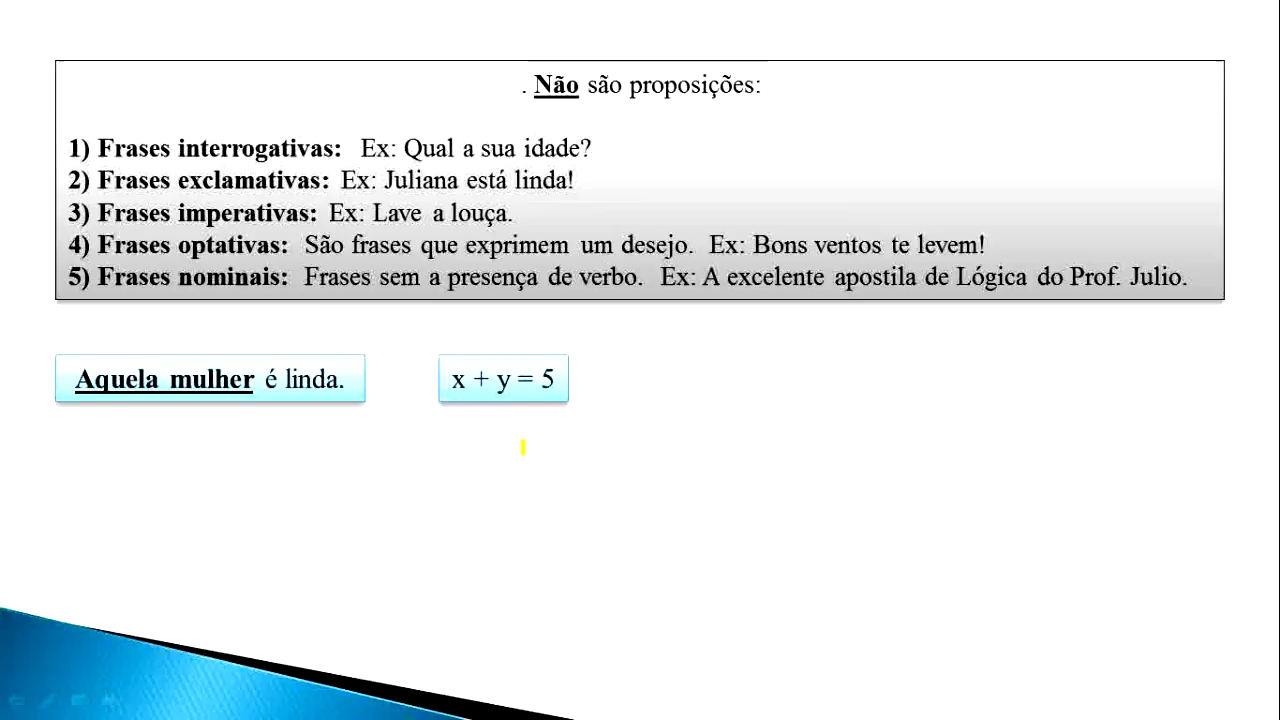 . Não são proposições:
1) Frases interrogativas: Ex: Qual a sua idade?
2) Frases exclamativas: Ex: Juliana está linda!
3) Frases imperativas: Ex: Lave a louça.
4) Frases optativas: São frases que exprimem um desejo. Ex: Bons ventos te levem!
5) Frases nominais: Frases sem a presença de verbo. Ex: A excelente apostila de Lógica do Prof. Julio.
Aquela mulher é linda.
x + y = 5